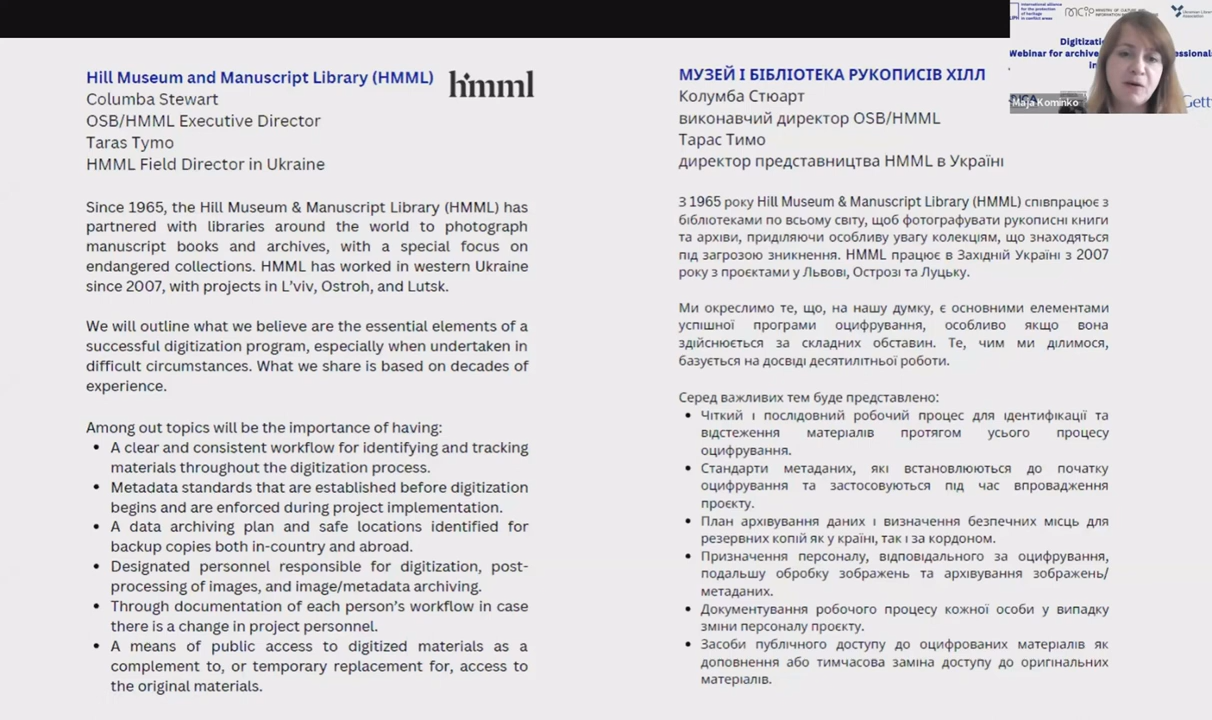 Hill Museum and Manuscript Library (HMML)
hmml
Columba Stewart
OSB/HMML Executive Director
Taras Tymo
HMML Field Director in Ukraine
Since 1965, the Hill Museum & Manuscript Library (HMML) has
partnered with libraries around the world to photograph
manuscript books and archives, with a special focus on
endangered collections. HMML has worked in western Ukraine
since 2007, with projects in L’viv, Ostroh, and Lutsk.
We will outline what we believe are the essential elements of a
successful digitization program, especially when undertaken in
difficult circumstances. What we share is based on decades of
experience.
Among out topics will be the importance of having:
• A clear and consistent workflow for identifying and tracking
materials throughout the digitization process.
• Metadata standards that are established before digitization
begins and are enforced during project implementation.
• A data archiving plan and safe locations identified for
backup copies both in-country and abroad.
• Designated personnel responsible for digitization, post-
processing of images, and image/metadata archiving.
• Through documentation of each person’s workflow in case
there is a change in project personnel.
• A means of public access to digitized materials as a
complement to, or temporary replacement for, access to
the original materials.
МУЗЕЙ І БІБЛІОТЕКА РУКОПИСІВ ХІЛЛ
Колумба Стюарт
виконавчий директор OSB/HMML
Тарас Тимо
директор представництва HMML в Україні
З 1965 року Hill Museum & Manuscript Library (HMML) співпрацює з
бібліотеками по всьому світу, щоб фотографувати рукописні книги
та архіви, приділяючи особливу увагу колекціям, що знаходяться
під загрозою зникнення. HMML працює в Західній Україні з 2007
року з проєктами у Львові, Острозі та Луцьку.
Ми окреслимо те, що, на нашу думку, є основними елементами
успішної програми оцифрування, особливо якщо вона
здійснюється за складних обставин. Те, чим ми ділимося,
базується на досвіді десятилітної роботи.
Серед важливих тем буде представлено:
• Чіткий і послідовний робочий процес для ідентифікації та
відстеження матеріалів протягом усього процесу
оцифрування.
• Стандарти метаданих, які встановлюються до початку
оцифрування та застосовуються під час впровадження
проєкту.
• План архівування даних і визначення безпечних місць для
резервних копій як у країні, так і за кордоном.
• Призначення персоналу, відповідального за оцифрування,
подальшу обробку зображень та архівування зображень/
метаданих.
• Документування робочого процесу кожної особи у випадку
зміни персоналу проєкту.
• Засоби публічного доступу до оцифрованих матеріалів як
доповнення або тимчасова заміна доступу до оригінальних
матеріалів.
international alliance
for the protection
of heritage
in conflict areas
Webinar for archive
Maja Kominko